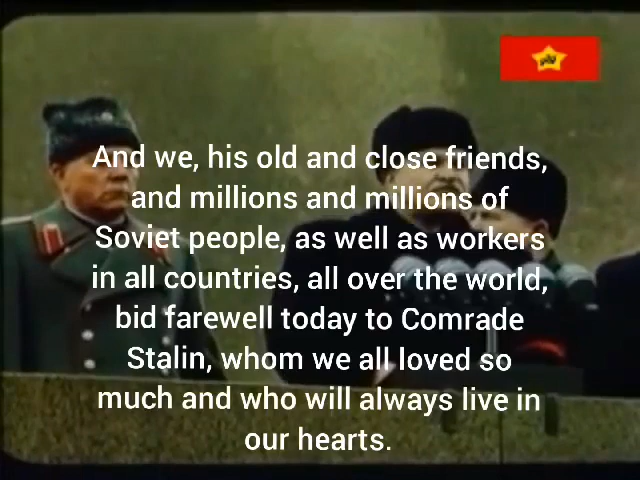 And we, his old and close friends,
and millions and millions of
Soviet people, as well as workers
in all countries, all over the world,
bid farewell today to Comrade
Stalin, whom we all loved so
much and who will always live in
our hearts.